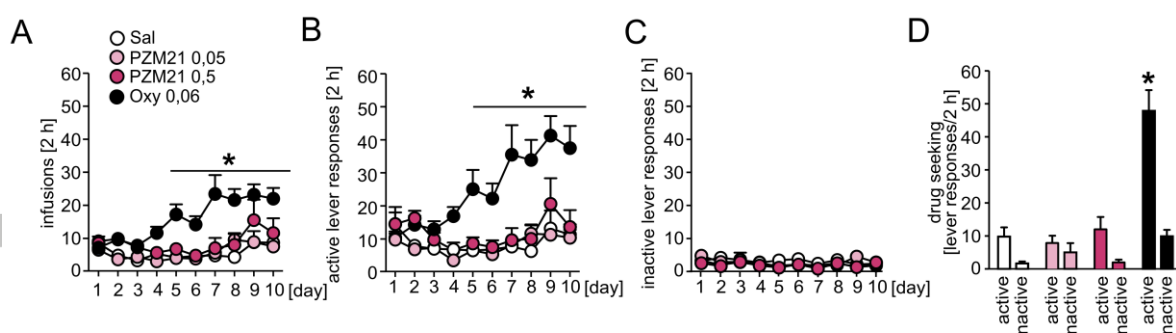 A
Sal
PZM21 0,05
PZM21 0,5
Oxy 0,06
infusions [2 h]
60
50
40
30
20
10
0
*
1 2 3 4 5 6 7 8 9 10 [day]
B
active lever responses [2 h]
60
50
40
30
20
10
0
*
1 2 3 4 5 6 7 8 9 10 [day]
C
inactive lever responses [2 h]
60
50
40
30
20
10
0
1 2 3 4 5 6 7 8 9 10 [day]
D
drug seeking
[lever responses/2 h]
60
50
40
30
20
10
0
*
active
inactive
active
inactive
active
inactive
active
inactive